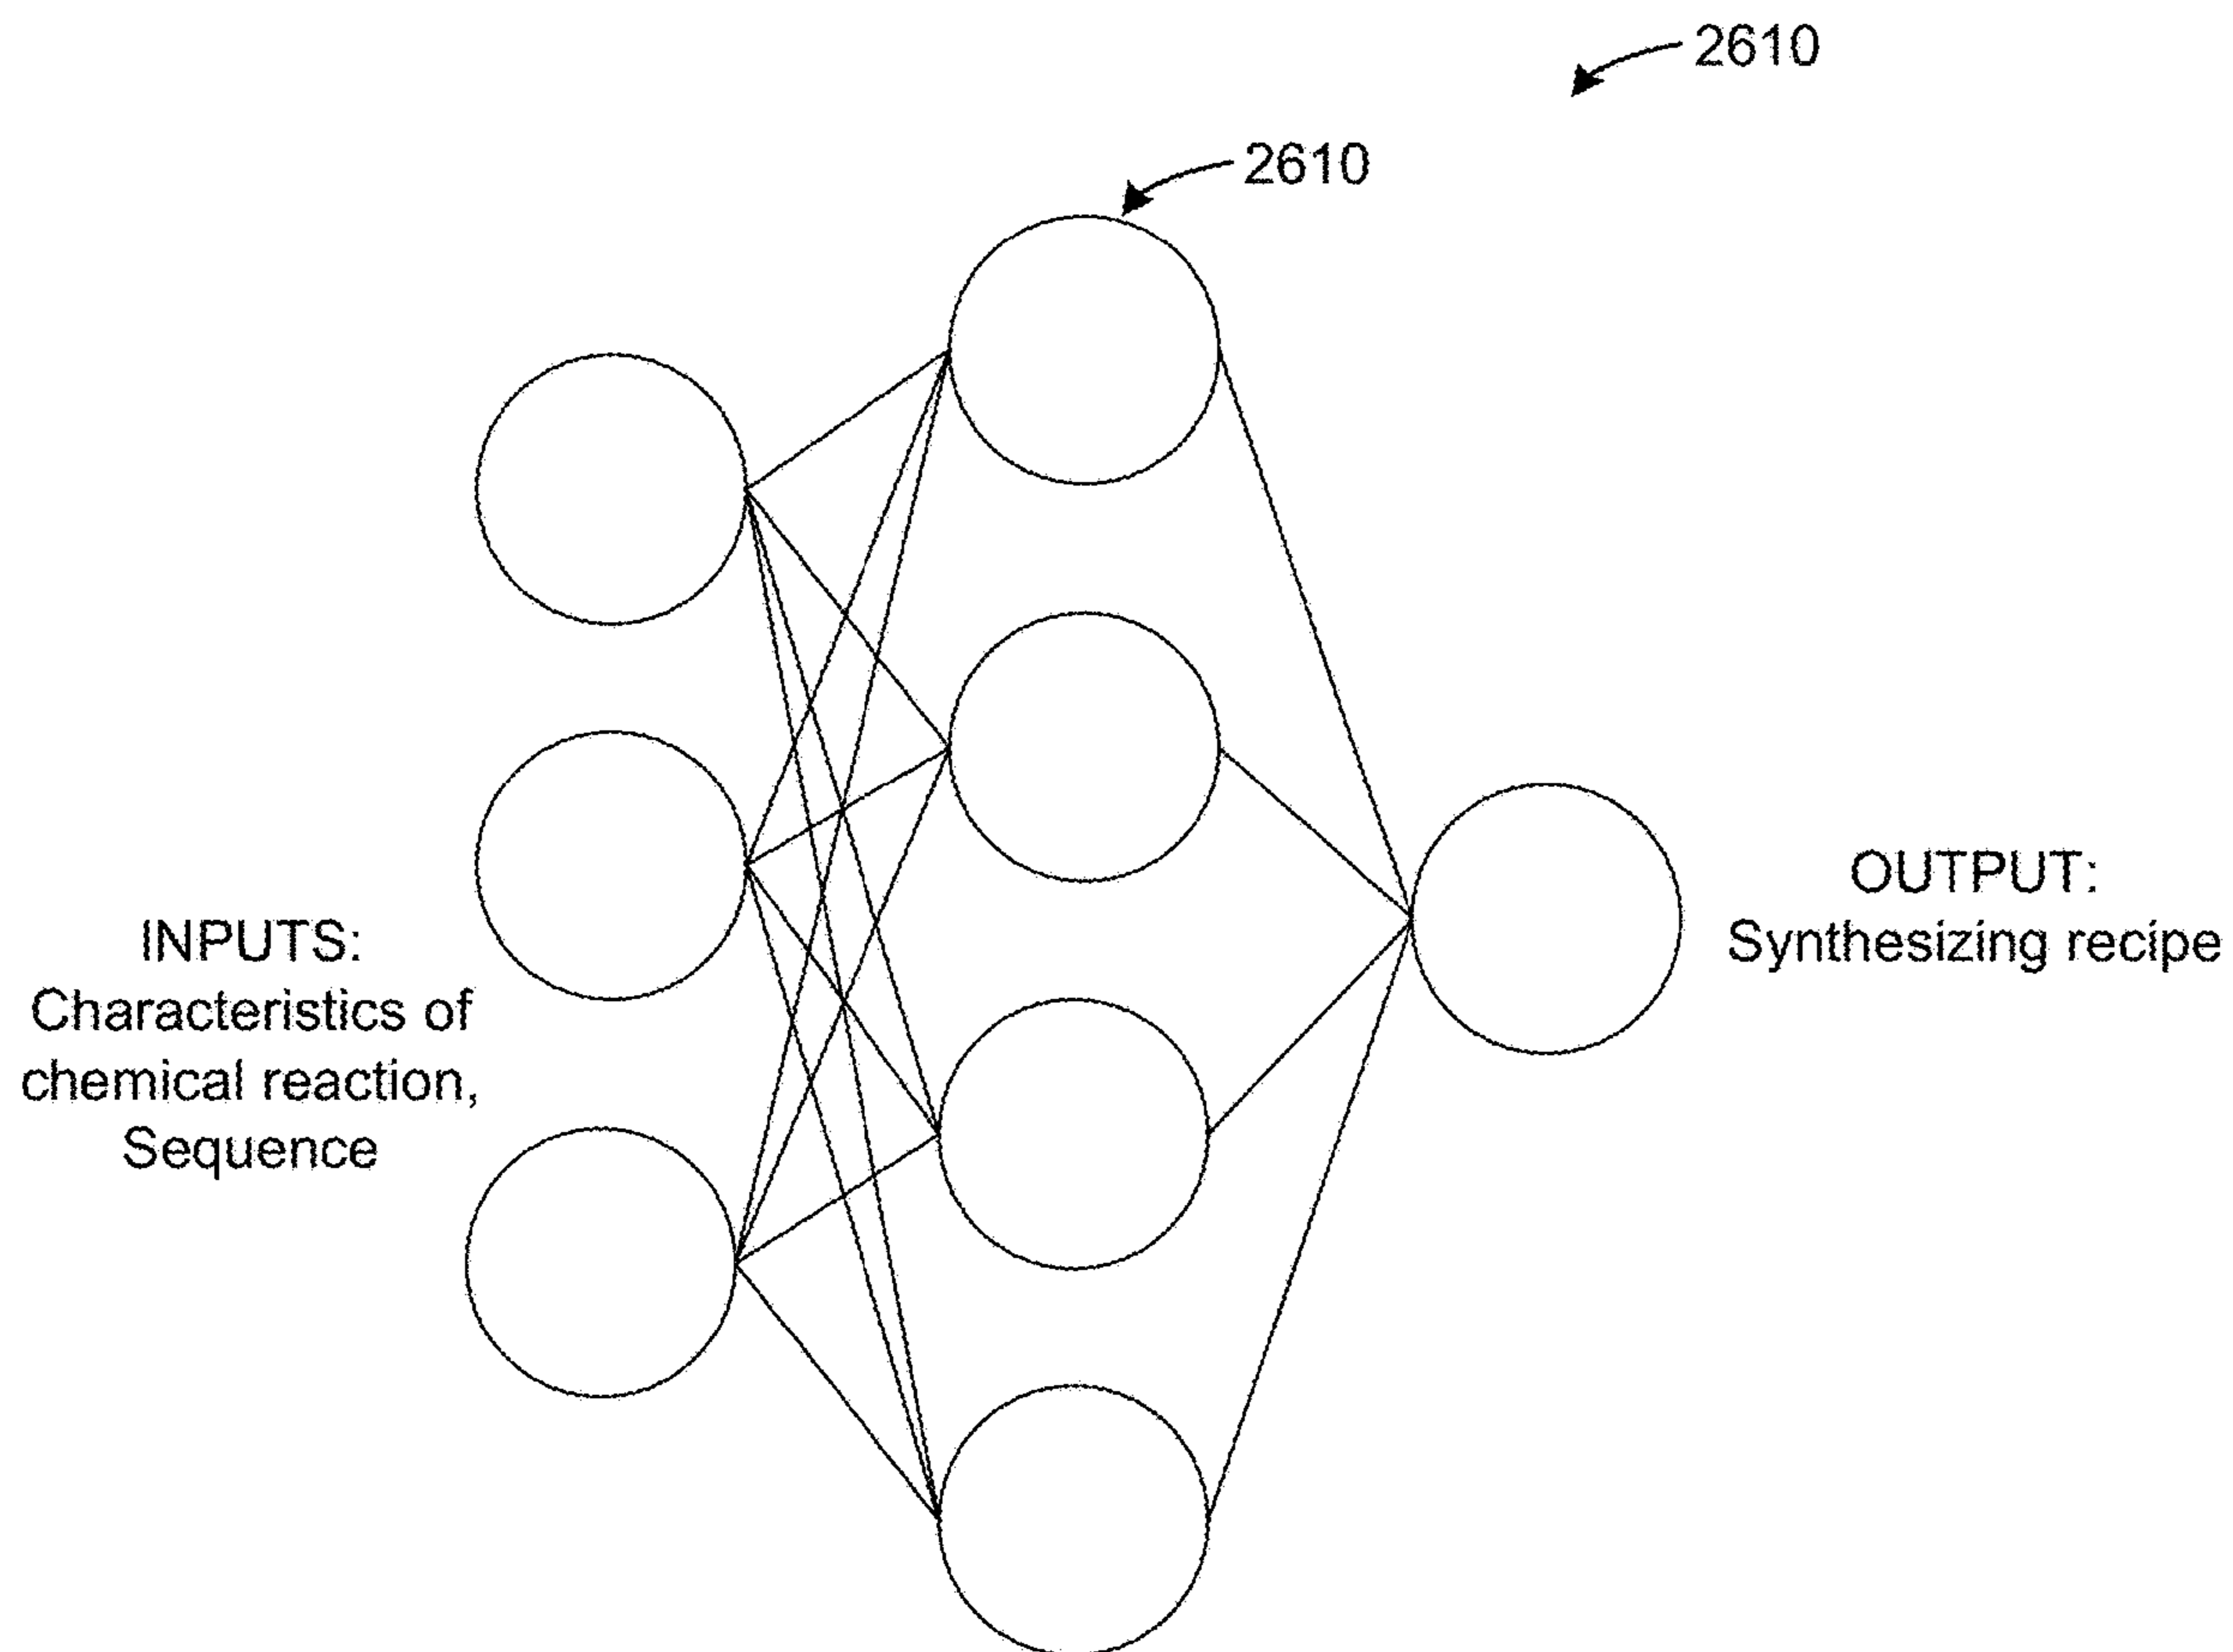 2610
2610
INPUTS:
Characteristics of
chemical reaction,
Sequence
OUTPUT:
Synthesizing recipe